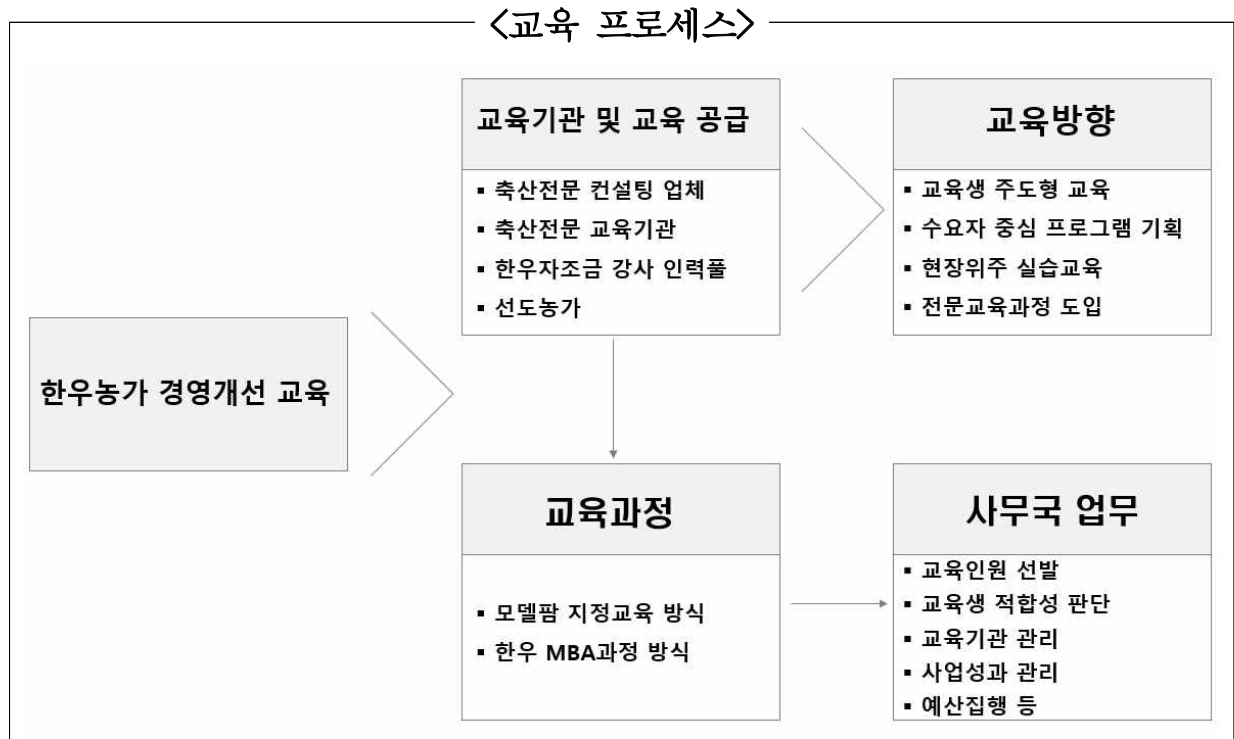 <교육 프로세스>
한우농가 경영개선 교육
교육기관 및 교육 공급
▪ 축산전문 컨설팅 업체
▪ 축산전문 교육기관
▪ 한우자조금 강사 인력풀
▪ 선도농가
교육방향
▪ 교육생 주도형 교육
▪ 수요자 중심 프로그램 기획
▪ 현장위주 실습교육
▪ 전문교육과정 도입
교육과정
▪ 모델팜 지정교육 방식
▪ 한우 MBA과정 방식
사무국 업무
▪ 교육인원 선발
▪ 교육생 적합성 판단
▪ 교육기관 관리
▪ 사업성과 관리
▪ 예산집행 등